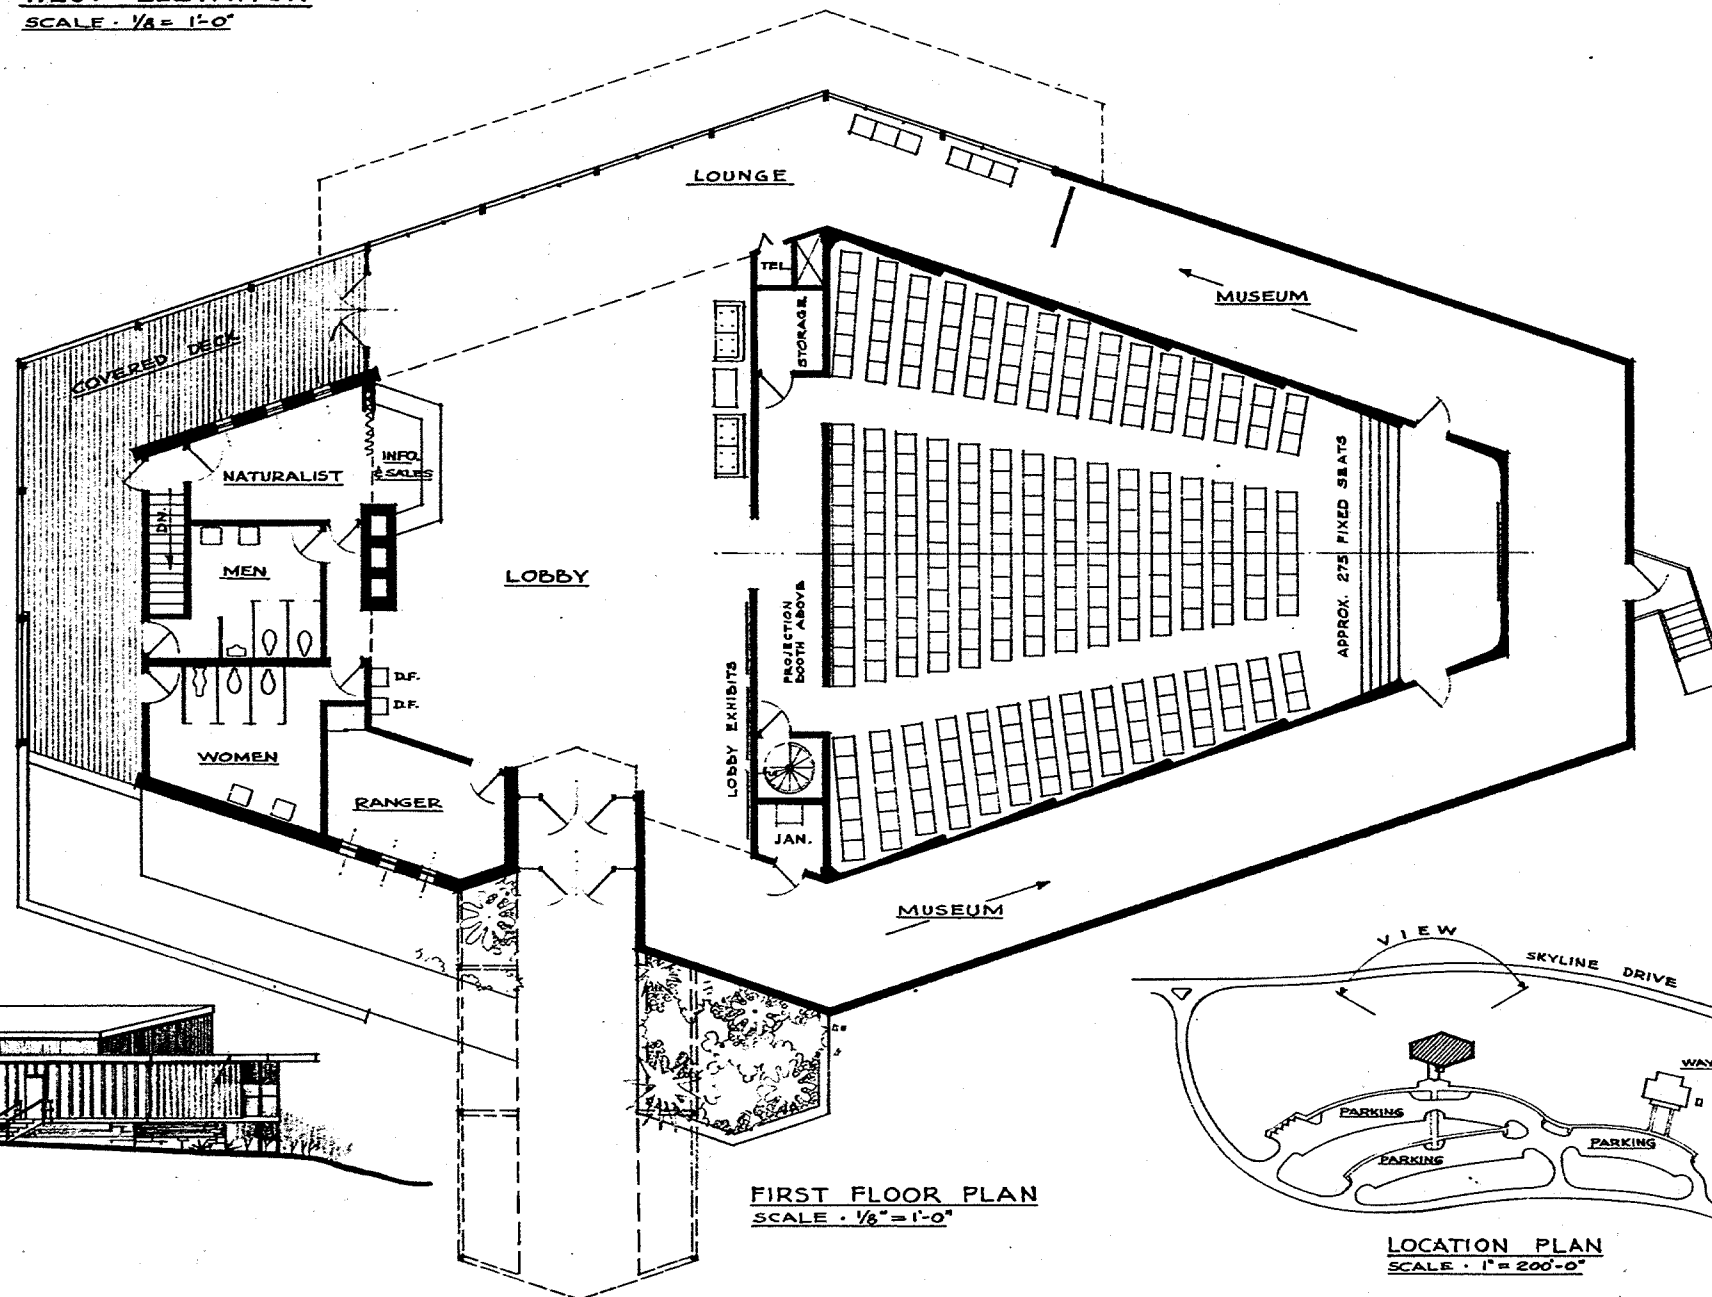 SCALE · 1/8 = 1'-0"
LOUNGE
MUSEUM
TEL.
STORAGE
COVERED DECK
INFO.
& SALES
NATURALIST
DN.
MEN
LOBBY
APPROX. 275 FIXED SEATS
PROJECTION
BOOTH ABOVE
LOBBY EXHIBITS
D.F.
D.F.
WOMEN
RANGER
JAN.
MUSEUM
VIEW
SKYLINE DRIVE
WAY
PARKING
PARKING
PARKING
FIRST FLOOR PLAN
SCALE · 1/8" = 1'-0"
LOCATION PLAN
SCALE · 1" = 200'-0"